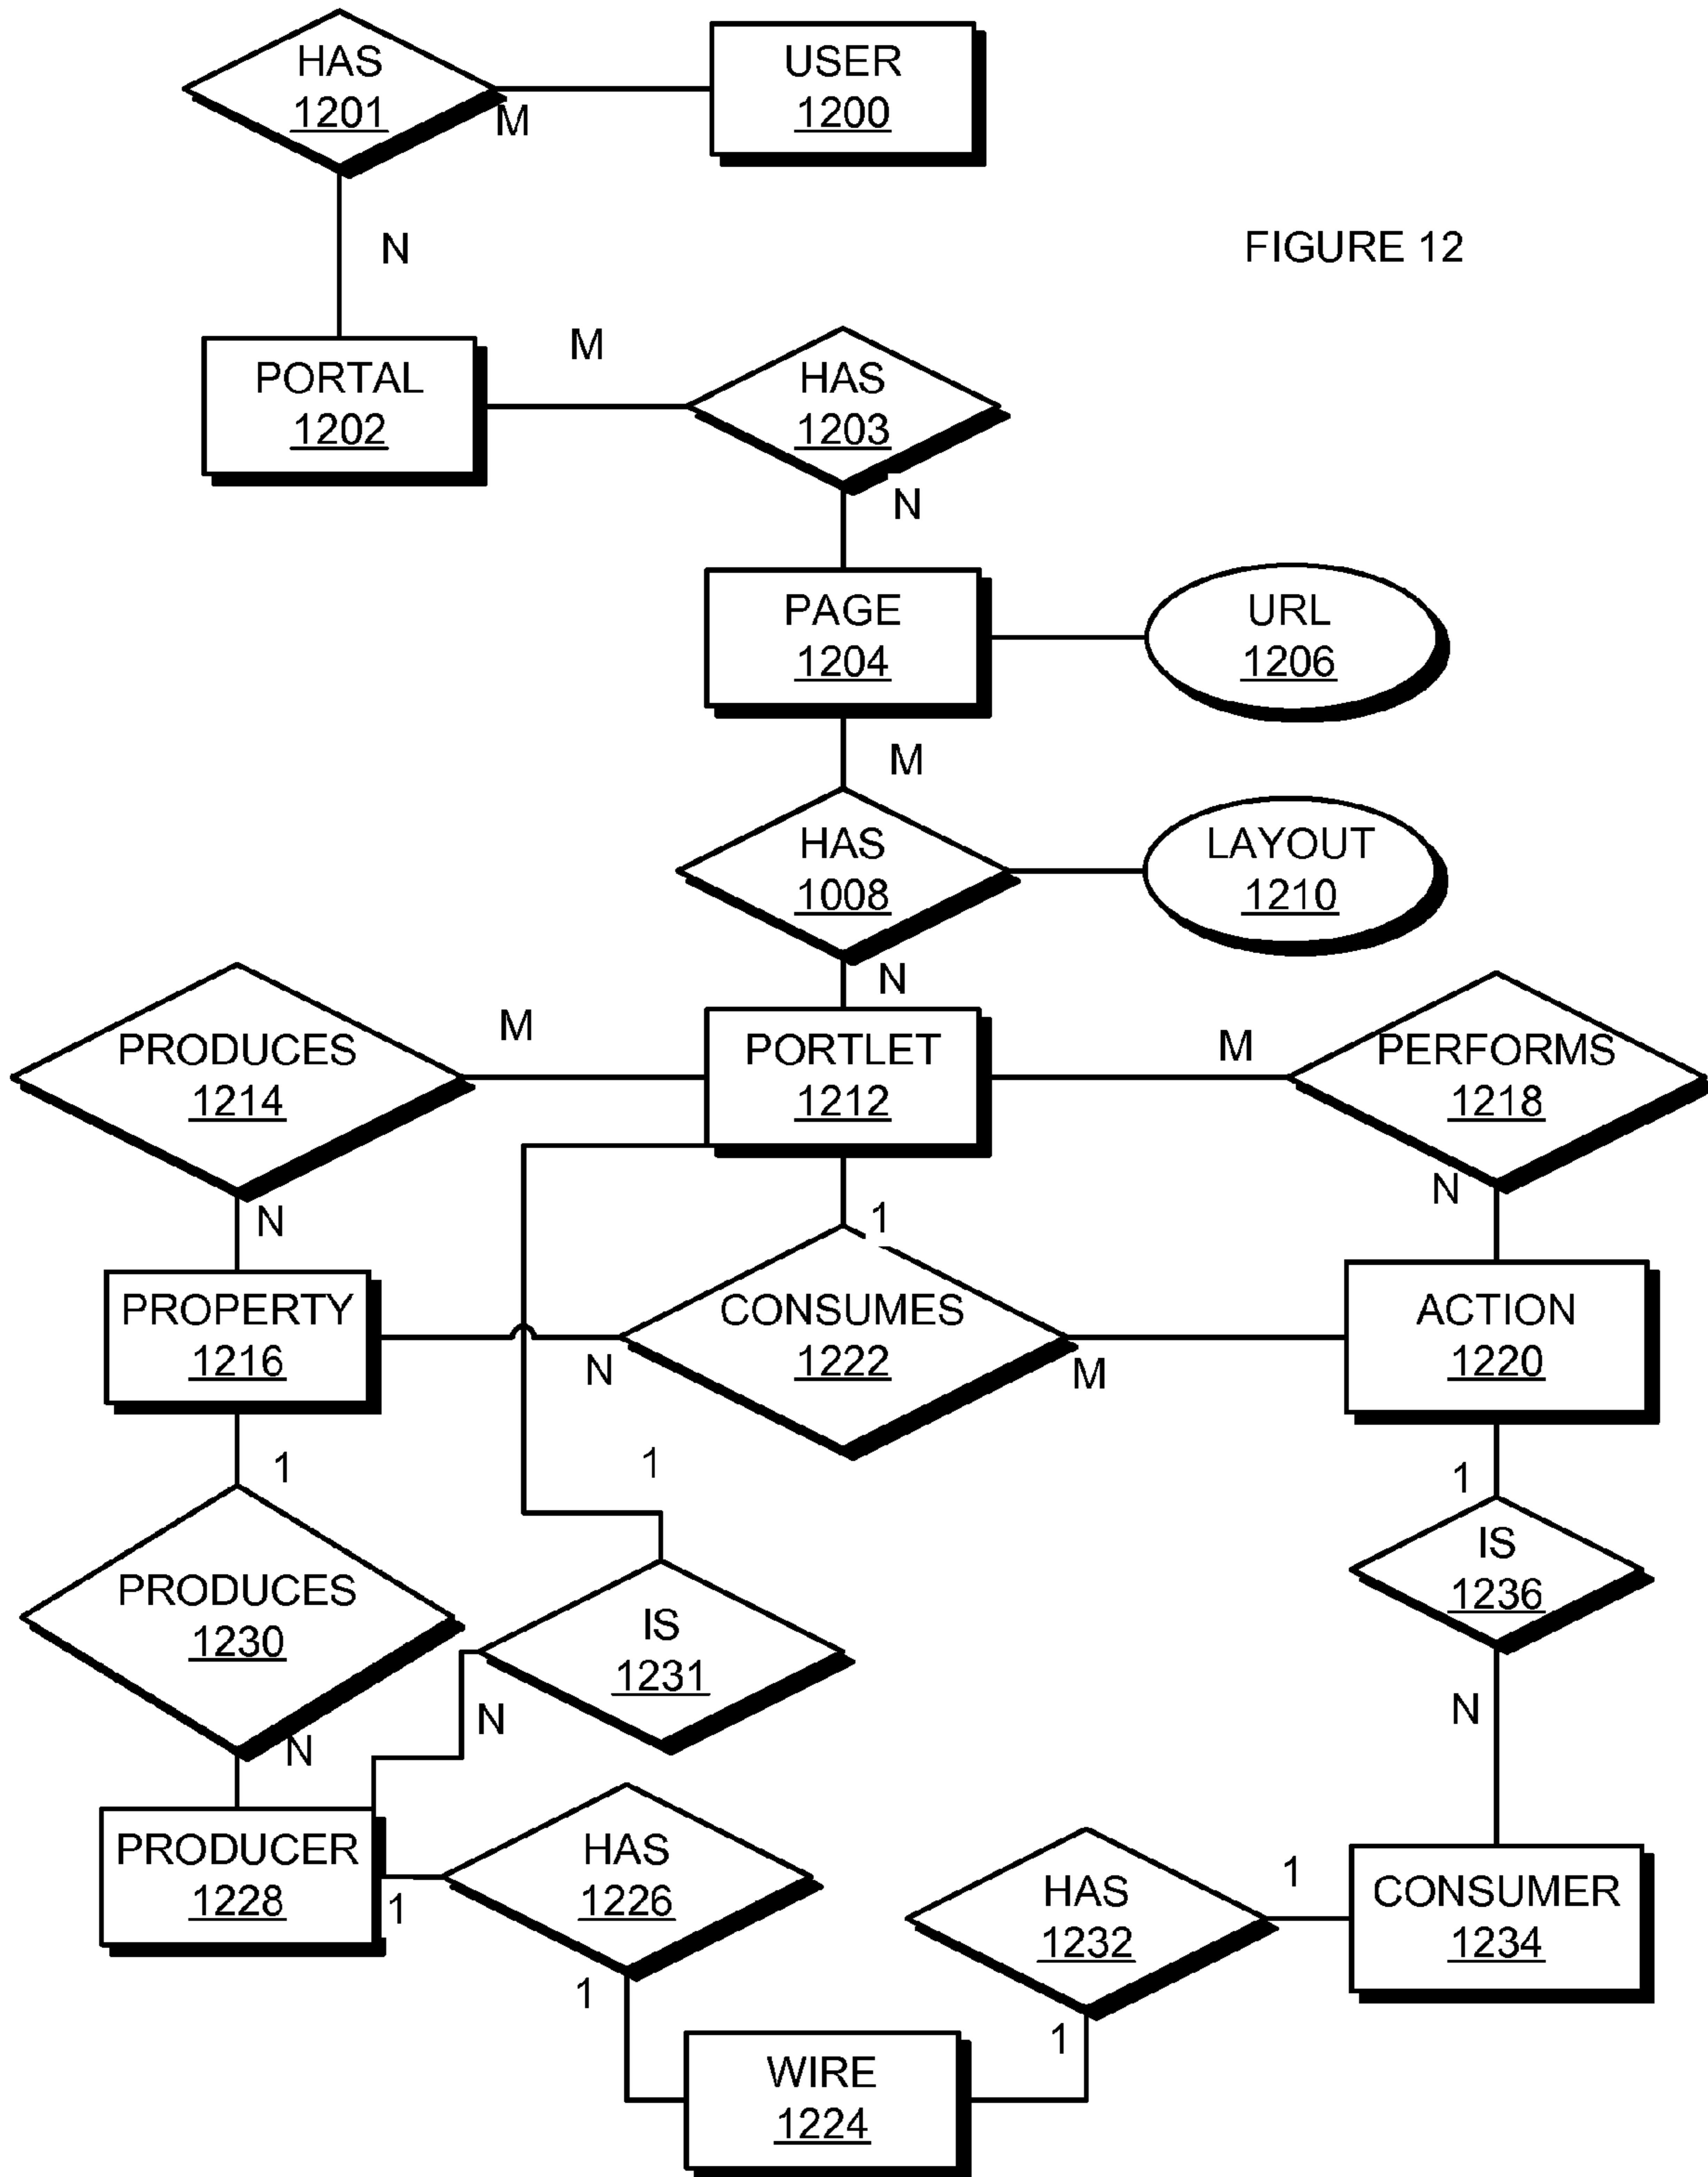 HAS
1201
M
USER
1200
N
FIGURE 12
PORTAL
1202
M
HAS
1203
N
PAGE
1204
URL
1206
M
HAS
1008
LAYOUT
1210
N
PRODUCES
1214
M
PORTLET
1212
M
PERFORMS
1218
N
1
N
PROPERTY
1216
N
CONSUMES
1222
M
ACTION
1220
1
1
1
PRODUCES
1230
IS
1231
IS
1236
N
N
N
PRODUCER
1228
1
HAS
1226
1
HAS
1232
1
CONSUMER
1234
1
WIRE
1224